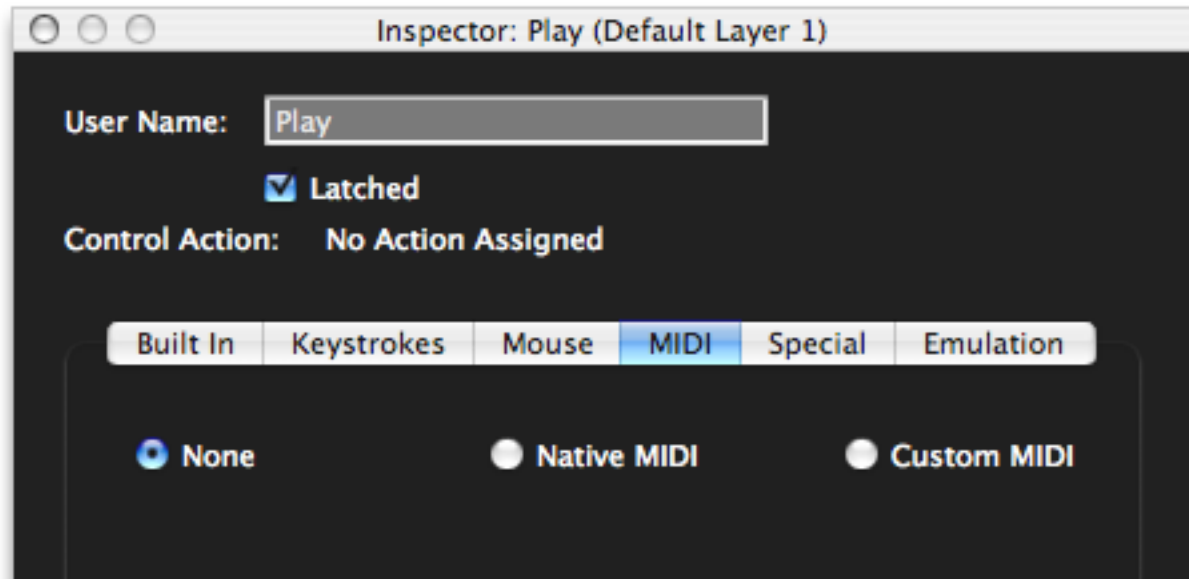 Inspector: Play (Default Layer 1)
User Name: Play
Latched
Control Action: No Action Assigned
Built In Keystrokes Mouse MIDI Special Emulation
None Native MIDI Custom MIDI